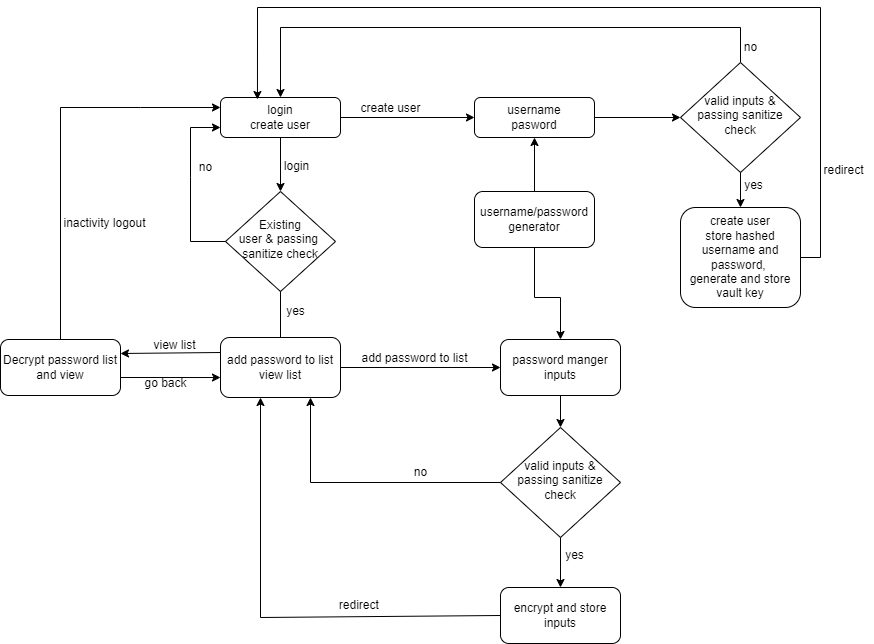 no
login
create user
create user
username
pasword
valid inputs &
passing sanitize
check
no
login
redirect
yes
inactivity logout
Existing
user & passing
sanitize check
username/password
generator
create user
store hashed
username and
password,
generate and store
vault key
yes
Decrypt password list
and view
view list
go back
add password to list
view list
add password to list
password manger
inputs
no
valid inputs &
passing sanitize
check
yes
redirect
encrypt and store
inputs